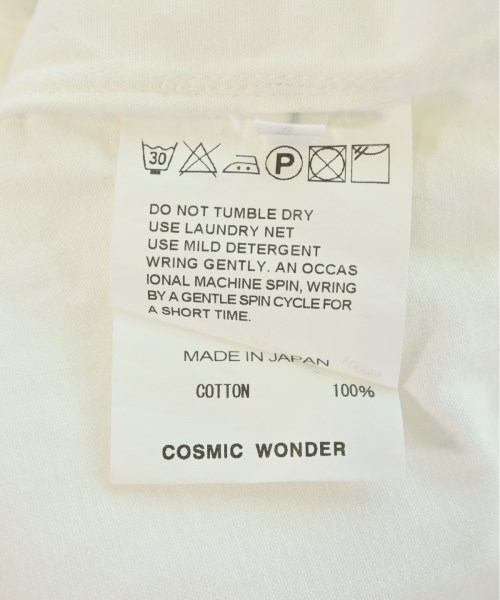 30
P
DO NOT TUMBLE DRY
USE LAUNDRY NET
USE MILD DETERGENT
WRING GENTLY. AN OCCAS
IONAL MACHINE SPIN, WRING
BY A GENTLE SPIN CYCLE FOR
A SHORT TIME.
MADE IN JAPAN
COTTON 100%
COSMIC WONDER